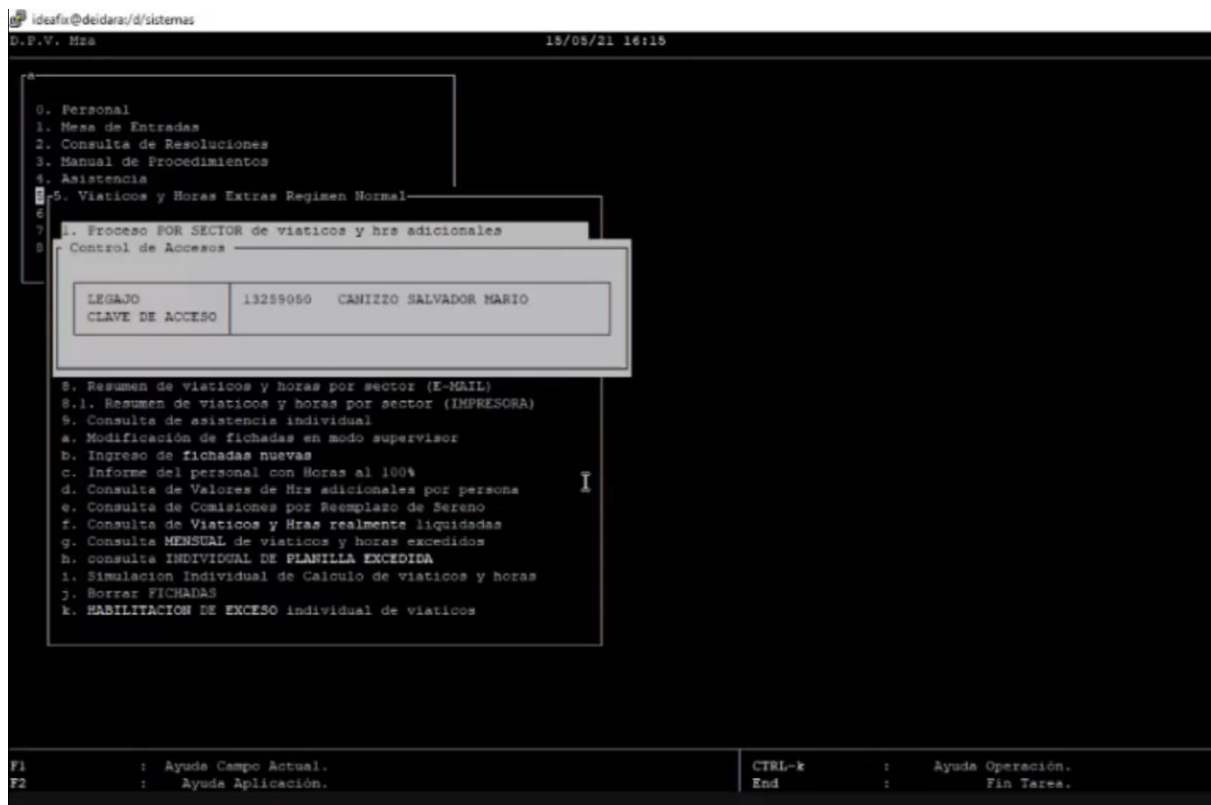 ideafix@deidara:/d/sistemas
D.P.V. Mza 15/05/21 16:15
a
0. Personal
1. Mesa de Entradas
2. Consulta de Resoluciones
3. Manual de Procedimientos
4. Asistencia
5 5. Viaticos y Horas Extras Regimen Normal
6
7 1. Proceso POR SECTOR de viaticos y hrs adicionales
8 Control de Accesos
LEGAJO 13259050 CANIZZO SALVADOR MARIO
CLAVE DE ACCESO
8. Resumen de viaticos y horas por sector (E-MAIL)
8.1. Resumen de viaticos y horas por sector (IMPRESORA)
9. Consulta de asistencia individual
a. Modificación de fichadas en modo supervisor
b. Ingreso de fichadas nuevas
c. Informe del personal con Horas al 100%
d. Consulta de Valores de Hrs adicionales por persona
e. Consulta de Comisiones por Reemplazo de Sereno
f. Consulta de Viaticos y Hras realmente liquidadas
g. Consulta MENSUAL de viaticos y horas excedidos
h. consulta INDIVIDUAL DE PLANILLA EXCEDIDA
i. Simulacion Individual de Calculo de viaticos y horas
j. Borrar FICHADAS
k. HABILITACION DE EXCESO individual de viaticos
F1 : Ayuda Campo Actual. CTRL-k : Ayuda Operación.
F2 : Ayuda Aplicación. End : Fin Tarea.